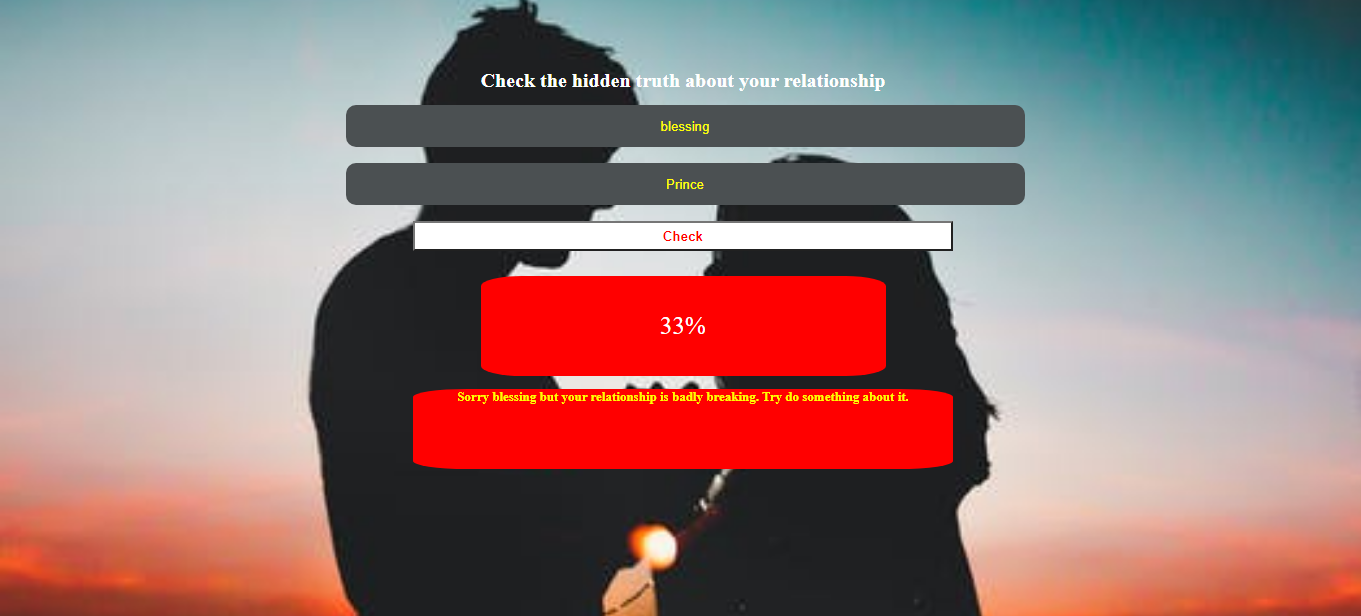 Check the hidden truth about your relationship
blessing
Prince
Check
33%
Sorry blessing but your relationship is badly breaking. Try do something about it.